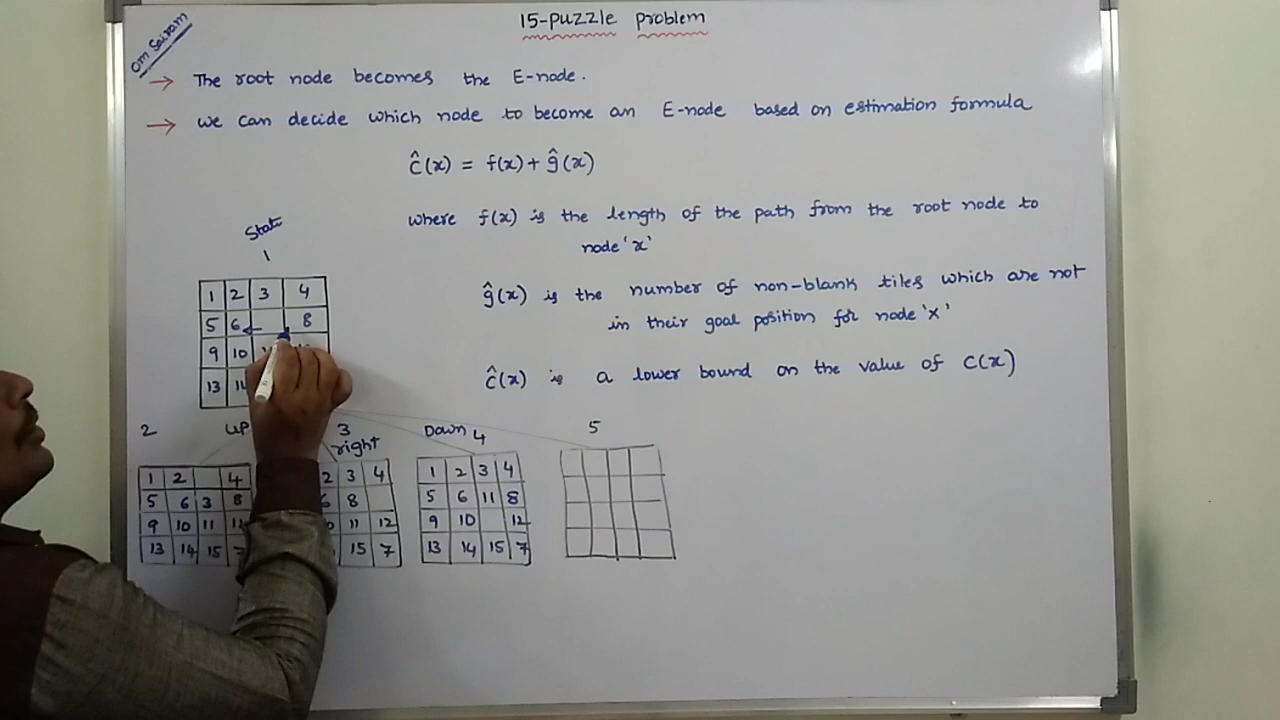 15-puzzle problem
Om Sairam
→ The root node becomes the E-node.
→ we can decide which node to become an E-node based on estimation formula
ĉ(x) = f(x) + ĝ(x)
where f(x) is the length of the path from the root node to
node 'x'
ĝ(x) is the number of non-blank tiles which are not
in their goal position for node 'x'
ĉ(x) is a lower bound on the value of C(x)
State
1
1 2 3 4
5 6 8
9 10
13
2 up
1 2 4
5 6 3 8
9 10 11
13 14 15
3
right
2 3 4
8
11 12
15 7
Down 4
1 2 3 4
5 6 11 8
9 10 12
13 14 15 7
5